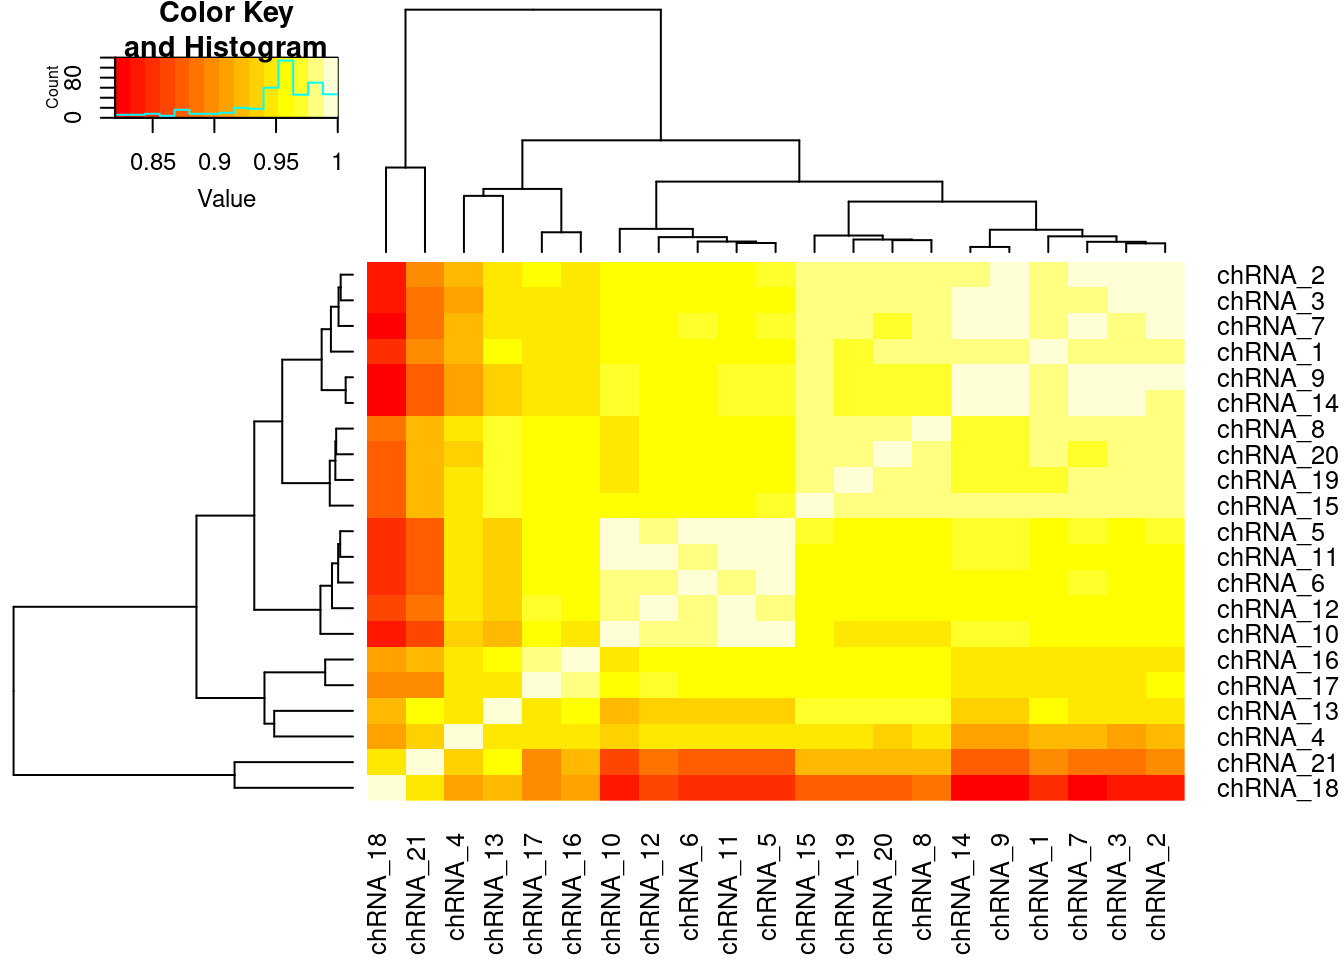 Color Key
and Histogram
Count
0
80
0.85 0.9 0.95 1
Value
chRNA_2
chRNA_3
chRNA_7
chRNA_1
chRNA_9
chRNA_14
chRNA_8
chRNA_20
chRNA_19
chRNA_15
chRNA_5
chRNA_11
chRNA_6
chRNA_12
chRNA_10
chRNA_16
chRNA_17
chRNA_13
chRNA_4
chRNA_21
chRNA_18
chRNA_18
chRNA_21
chRNA_4
chRNA_13
chRNA_17
chRNA_16
chRNA_10
chRNA_12
chRNA_6
chRNA_11
chRNA_5
chRNA_15
chRNA_19
chRNA_20
chRNA_8
chRNA_14
chRNA_9
chRNA_1
chRNA_7
chRNA_3
chRNA_2